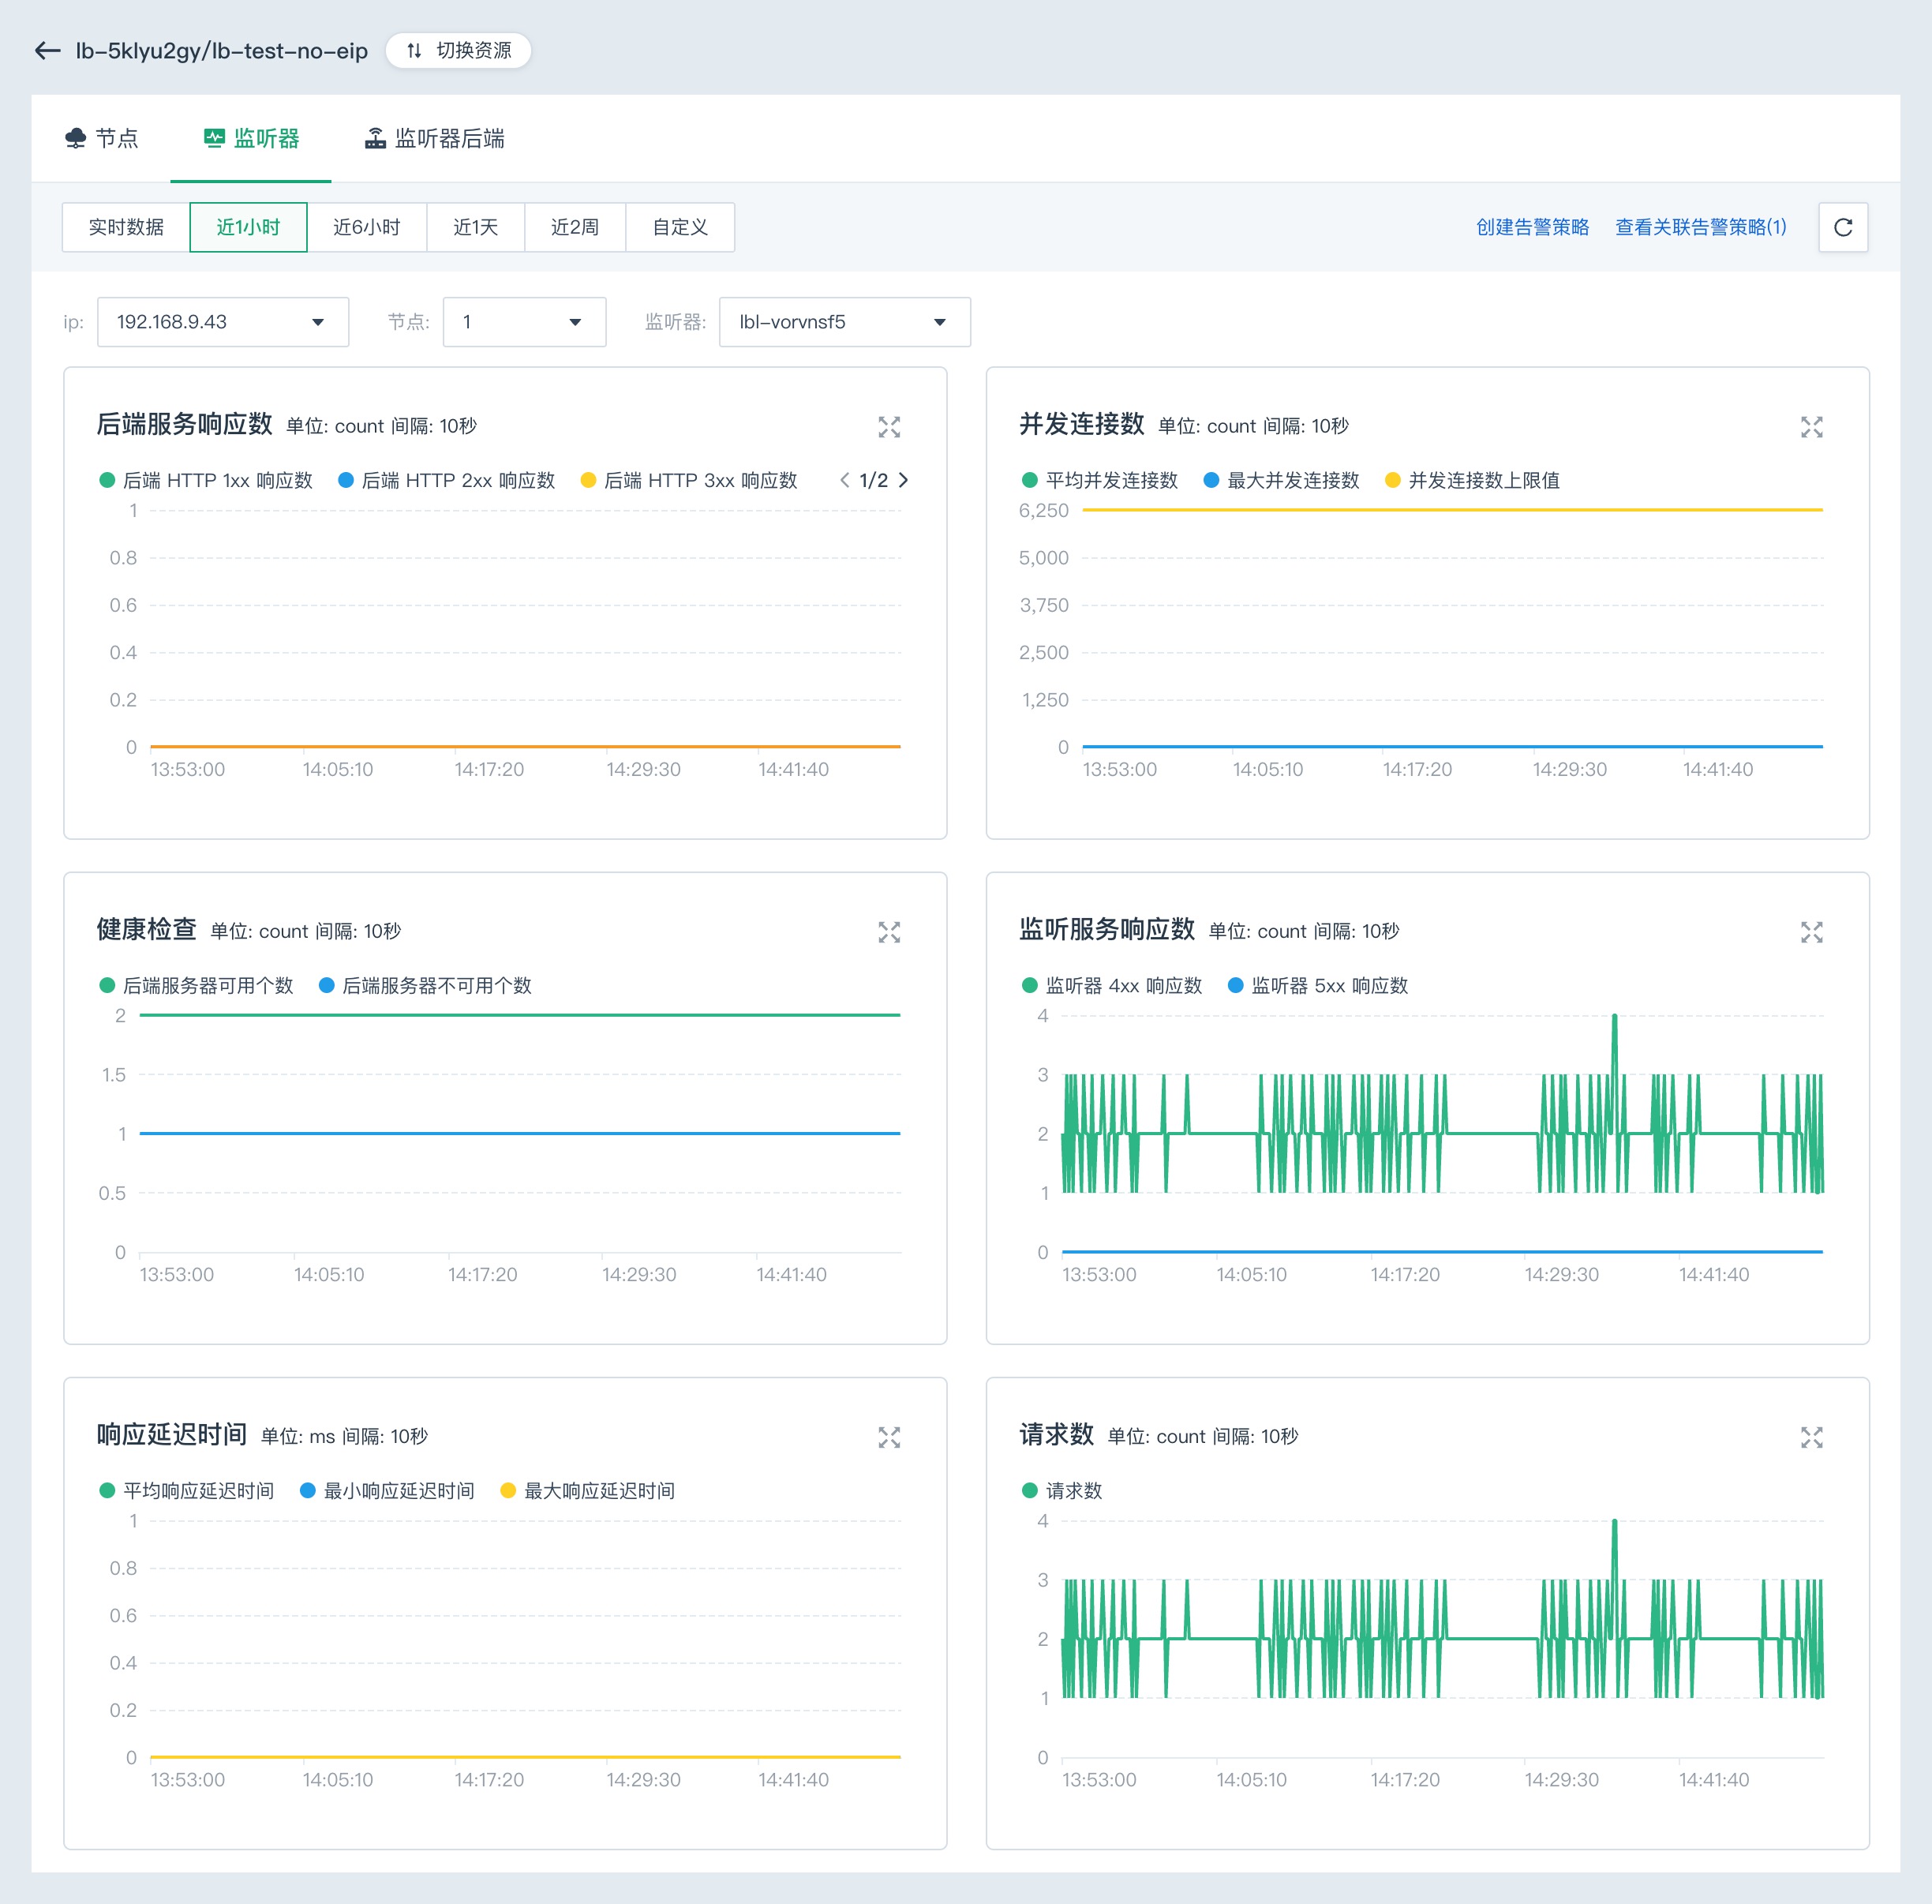 lb-5klyu2gy/lb-test-no-eip 切换资源
节点 监听器 监听器后端
实时数据 近1小时 近6小时 近1天 近2周 自定义 创建告警策略 查看关联告警策略(1)
ip: 192.168.9.43 节点: 1 监听器: lbl-vorvnsf5
后端服务响应数 单位: count 间隔: 10秒
后端 HTTP 1xx 响应数 后端 HTTP 2xx 响应数 后端 HTTP 3xx 响应数 1/2
1
0.8
0.6
0.4
0.2
0
13:53:00 14:05:10 14:17:20 14:29:30 14:41:40
并发连接数 单位: count 间隔: 10秒
平均并发连接数 最大并发连接数 并发连接数上限值
6,250
5,000
3,750
2,500
1,250
0
13:53:00 14:05:10 14:17:20 14:29:30 14:41:40
健康检查 单位: count 间隔: 10秒
后端服务器可用个数 后端服务器不可用个数
2
1.5
1
0.5
0
13:53:00 14:05:10 14:17:20 14:29:30 14:41:40
监听服务响应数 单位: count 间隔: 10秒
监听器 4xx 响应数 监听器 5xx 响应数
4
3
2
1
0
13:53:00 14:05:10 14:17:20 14:29:30 14:41:40
响应延迟时间 单位: ms 间隔: 10秒
平均响应延迟时间 最小响应延迟时间 最大响应延迟时间
1
0.8
0.6
0.4
0.2
0
13:53:00 14:05:10 14:17:20 14:29:30 14:41:40
请求数 单位: count 间隔: 10秒
请求数
4
3
2
1
0
13:53:00 14:05:10 14:17:20 14:29:30 14:41:40